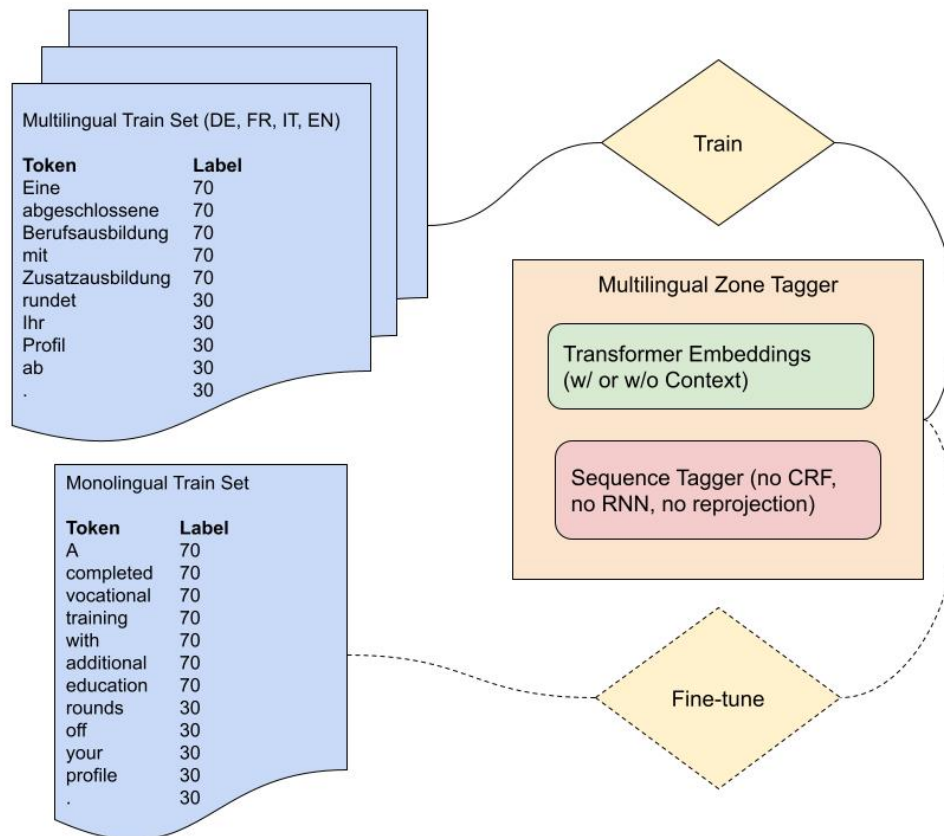 Multilingual Train Set (DE, FR, IT, EN)
Token Label
Eine 70
abgeschlossene 70
Berufsausbildung 70
mit 70
Zusatzausbildung 70
rundet 30
Ihr 30
Profil 30
ab 30
. 30
Train
Multilingual Zone Tagger
Transformer Embeddings
(w/ or w/o Context)
Sequence Tagger (no CRF,
no RNN, no reprojection)
Monolingual Train Set
Token Label
A 70
completed 70
vocational 70
training 70
with 70
additional 70
education 70
rounds 30
off 30
your 30
profile 30
. 30
Fine-tune